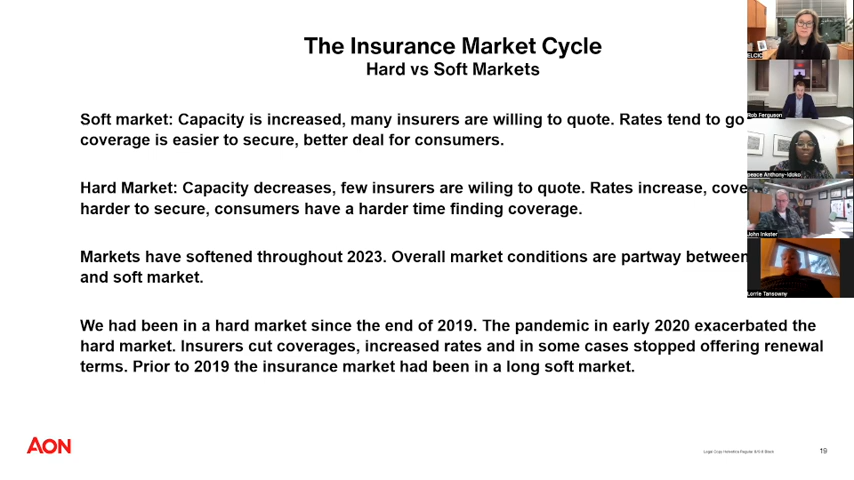 The Insurance Market Cycle
Hard vs Soft Markets
Soft market: Capacity is increased, many insurers are willing to quote. Rates tend to go
coverage is easier to secure, better deal for consumers.
Hard Market: Capacity decreases, few insurers are wiling to quote. Rates increase, cove
harder to secure, consumers have a harder time finding coverage.
Markets have softened throughout 2023. Overall market conditions are partway between
and soft market.
We had been in a hard market since the end of 2019. The pandemic in early 2020 exacerbated the
hard market. Insurers cut coverages, increased rates and in some cases stopped offering renewal
terms. Prior to 2019 the insurance market had been in a long soft market.
ELCIC
Rob Ferguson
peace Anthony-Idoko
John Inkster
Lorrie Tansowny
AON
19